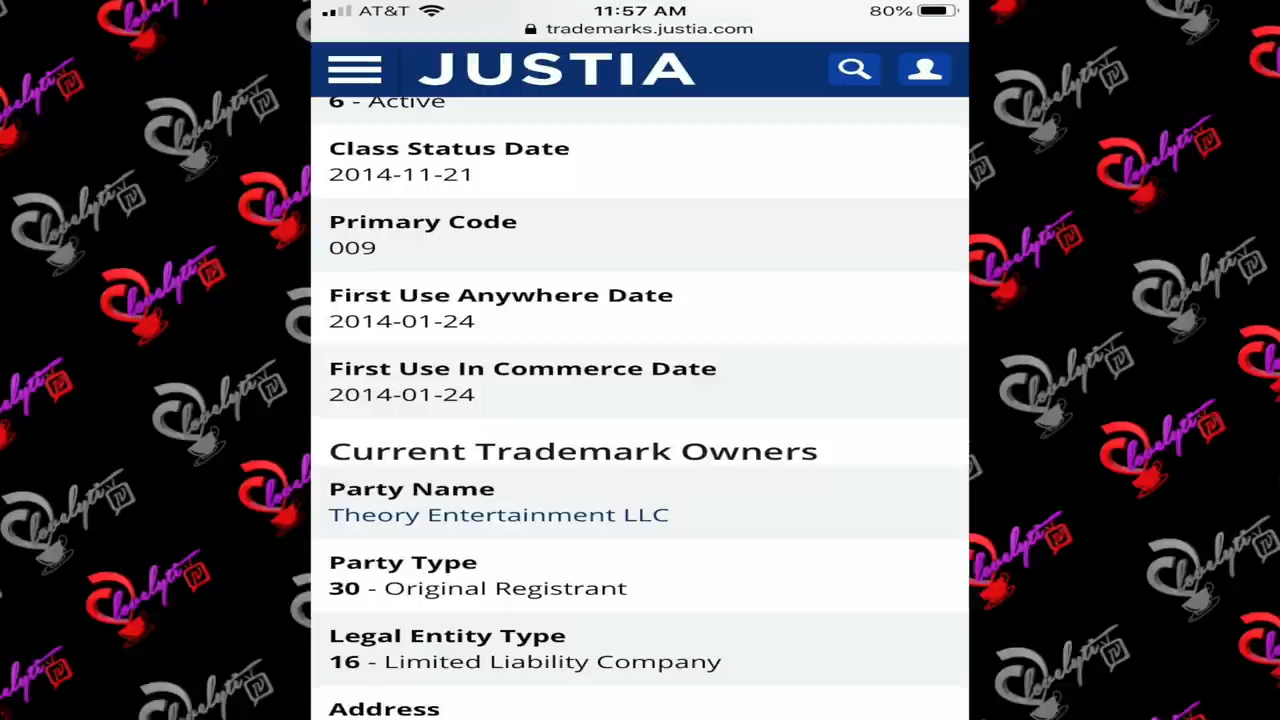 AT&T
11:57 AM
80%
trademarks.justia.com
JUSTIA
6 - Active
Class Status Date
2014-11-21
Primary Code
009
First Use Anywhere Date
2014-01-24
First Use In Commerce Date
2014-01-24
Current Trademark Owners
Party Name
Theory Entertainment LLC
Party Type
30 - Original Registrant
Legal Entity Type
16 - Limited Liability Company
Address